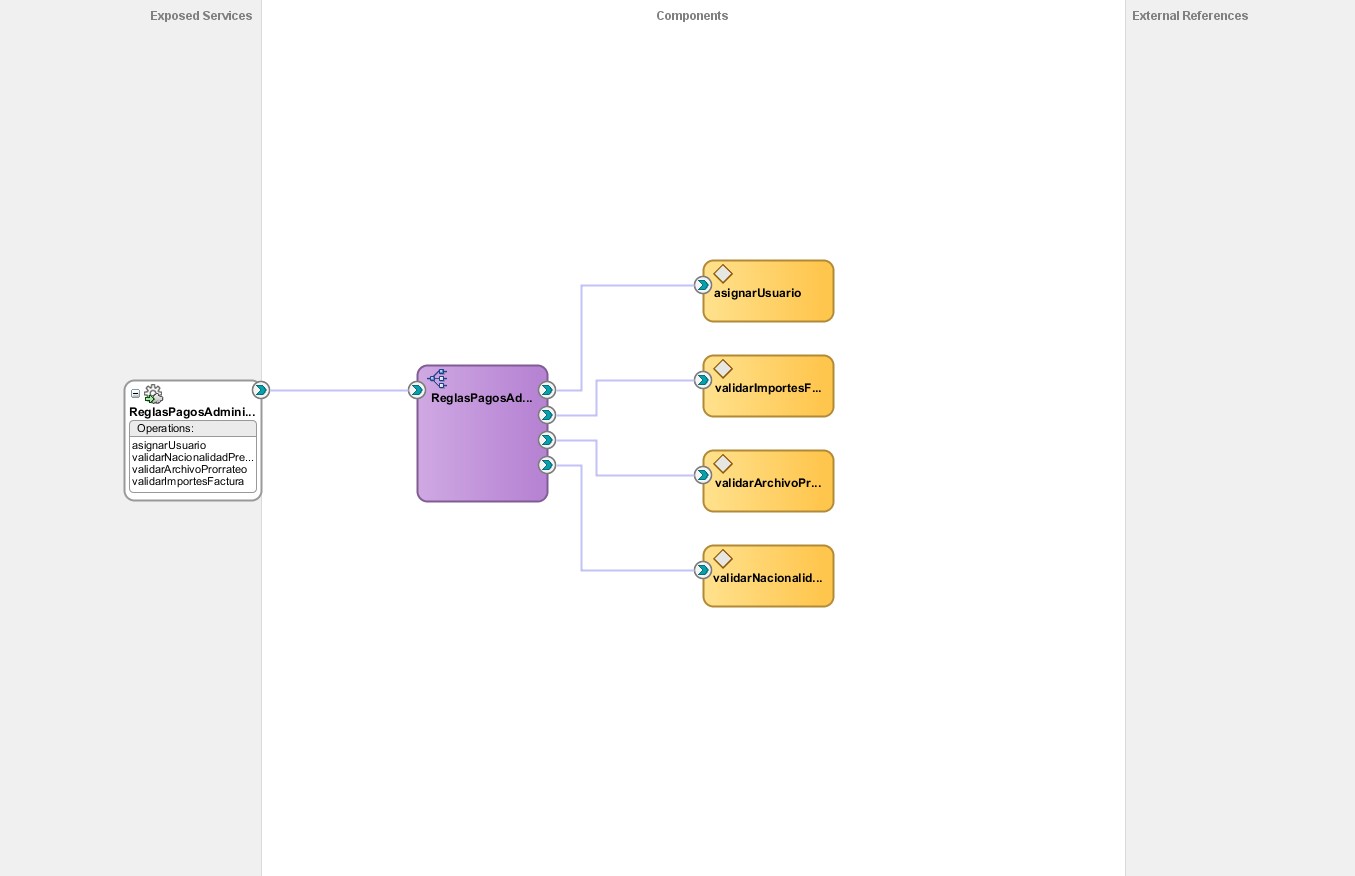 Exposed Services
Components
External References
ReglasPagosAdmini...
Operations:
asignarUsuario
validarNacionalidadPre...
validarArchivoProrrateo
validarImportesFactura
ReglasPagosAd...
asignarUsuario
validarImportesF...
validarArchivoPr...
validarNacionalid...